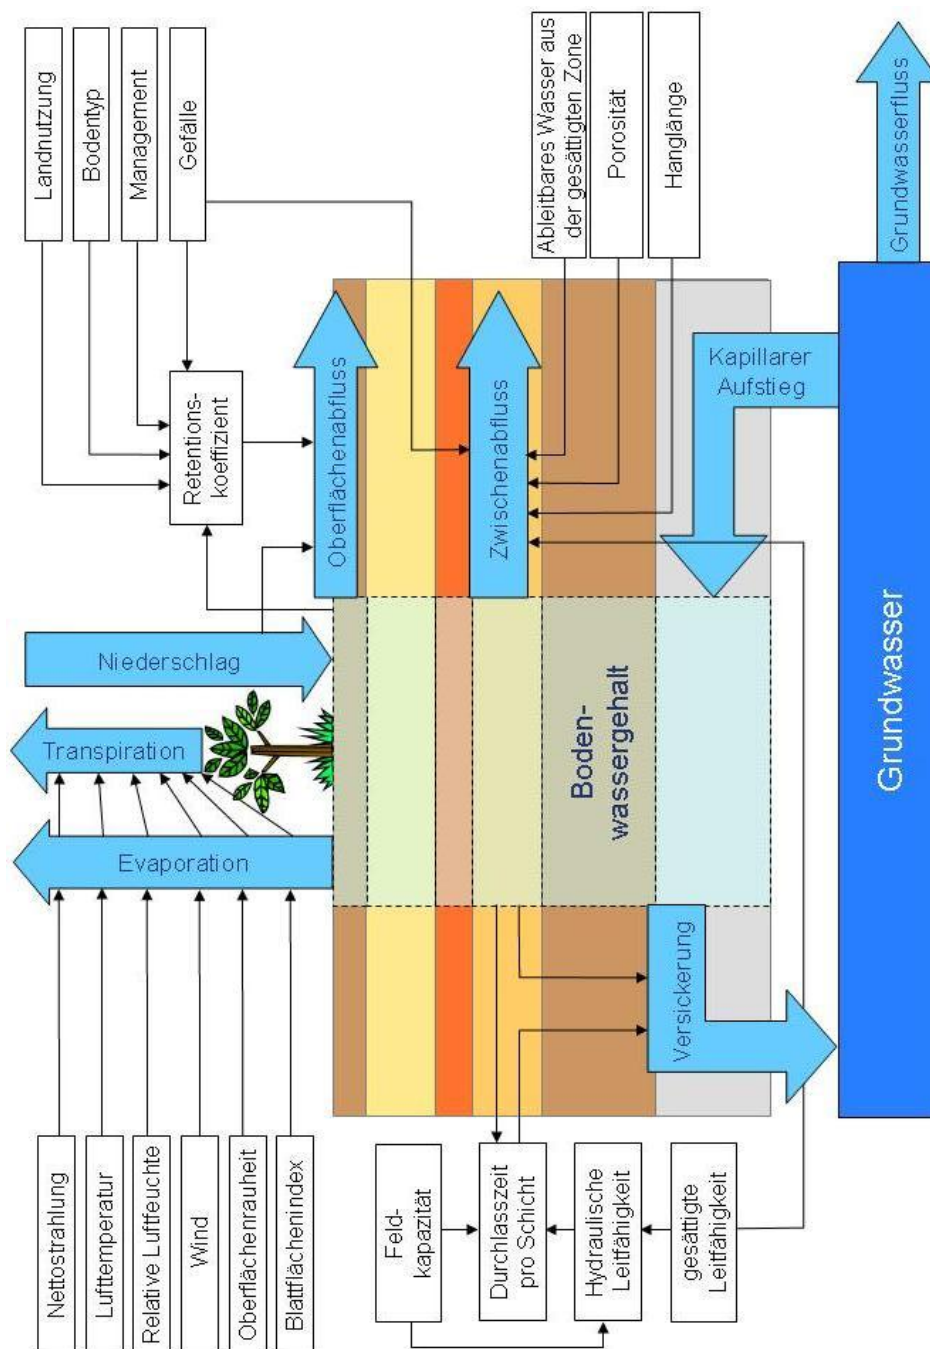 Landnutzung
Bodentyp
Management
Gefälle
Retentions-
koeffizient
Ableitbares Wasser aus
der gesättigten Zone
Porosität
Hanglänge
Oberflächenabfluss
Zwischenabfluss
Kapillarer
Aufstieg
Grundwasserfluss
Niederschlag
Transpiration
Evaporation
Boden-
wassergehalt
Grundwasser
Versickerung
Nettostrahlung
Lufttemperatur
Relative Luftfeuchte
Wind
Oberflächenrauheit
Blattflächenindex
Feld-
kapazität
Durchlasszeit
pro Schicht
Hydraulische
Leitfähigkeit
gesättigte
Leitfähigkeit